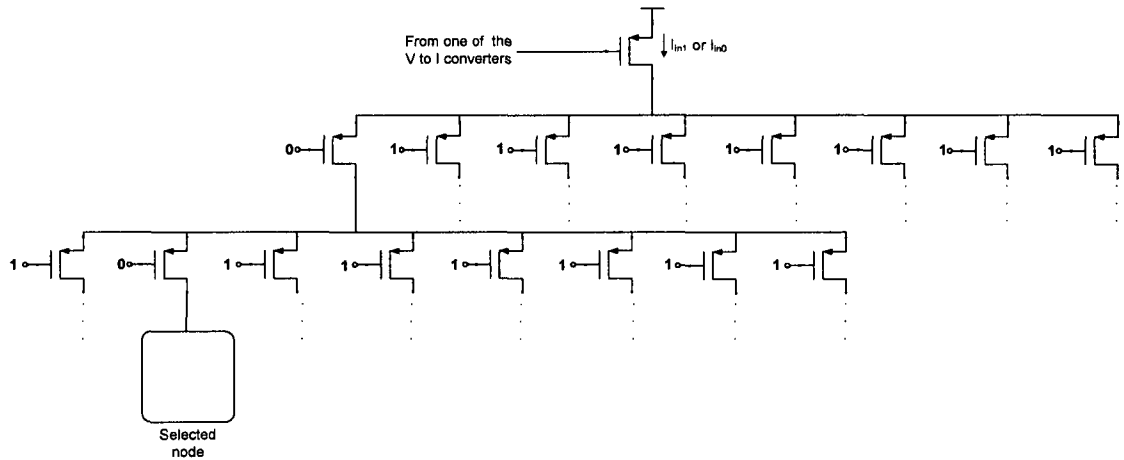 From one of the
V to I converters
I_in1 or I_in0
0 1 1 1 1 1 1 1
1 0 1 1 1 1 1 1
Selected
node